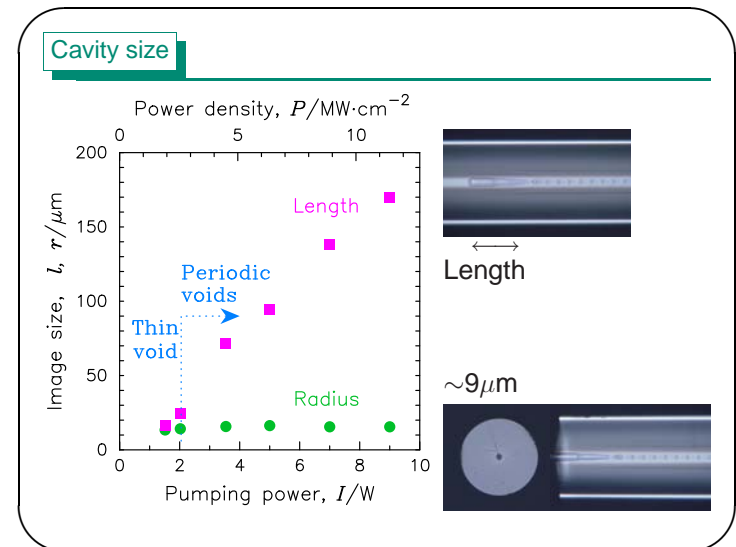 Cavity size
Power density, P/MW·cm⁻²
0 5 10
200
150
100
50
0
Image size, l, r/μm
Length
Periodic
voids
Thin
void
Radius
0 2 4 6 8 10
Pumping power, I/W
Length
~9μm